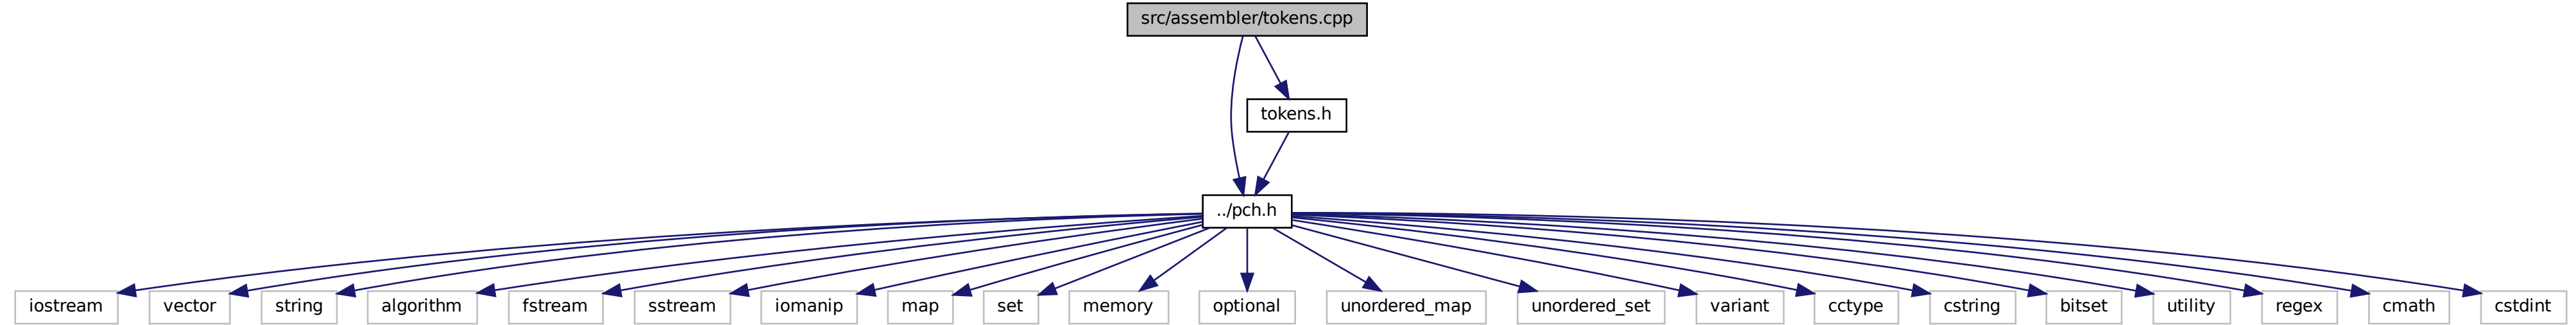 src/assembler/tokens.cpp
tokens.h
../pch.h
iostream
vector
string
algorithm
fstream
sstream
iomanip
map
set
memory
optional
unordered_map
unordered_set
variant
cctype
cstring
bitset
utility
regex
cmath
cstdint